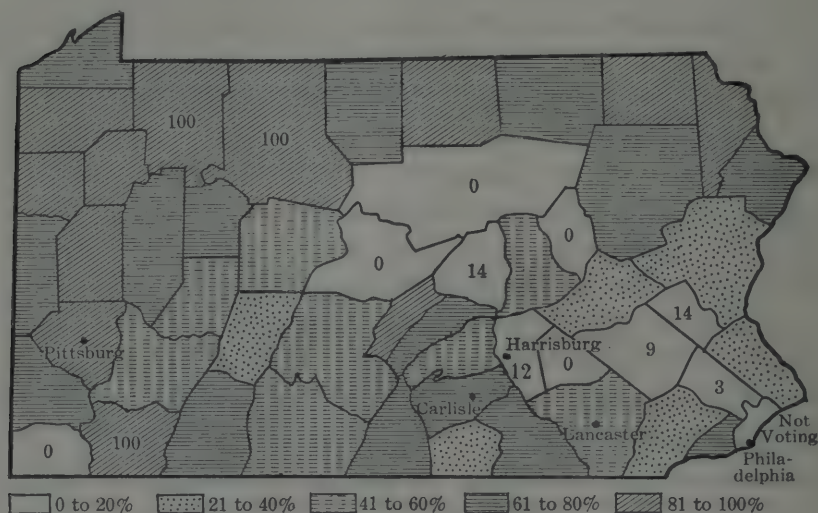 100
100
0
0
0
14
14
Pittsburg
Harrisburg
9
0
12
3
Carlisle
Lancaster
Not
Voting
0
100
Phila-
delphia
0 to 20%
21 to 40%
41 to 60%
61 to 80%
81 to 100%